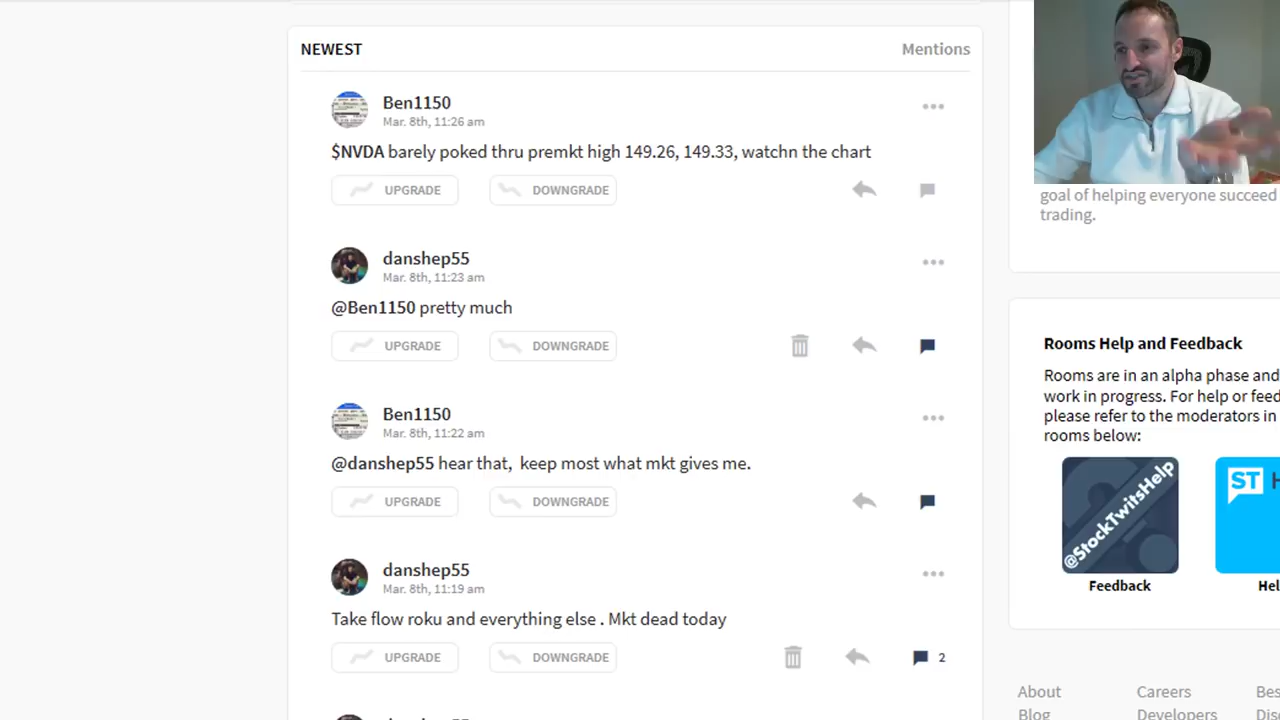 NEWEST
Mentions
Ben1150
Mar. 8th, 11:26 am
$NVDA barely poked thru premkt high 149.26, 149.33, watchn the chart
UPGRADE
DOWNGRADE
danshep55
Mar. 8th, 11:23 am
@Ben1150 pretty much
UPGRADE
DOWNGRADE
Ben1150
Mar. 8th, 11:22 am
@danshep55 hear that,  keep most what mkt gives me.
UPGRADE
DOWNGRADE
danshep55
Mar. 8th, 11:19 am
Take flow roku and everything else . Mkt dead today
UPGRADE
DOWNGRADE
2
goal of helping everyone succeed
trading.
Rooms Help and Feedback
Rooms are in an alpha phase and
work in progress. For help or feed
please refer to the moderators in
rooms below:
@StockTwitsHelp
ST H
Feedback
Hel
About
Careers
Bes
Blog
Developers
Disc